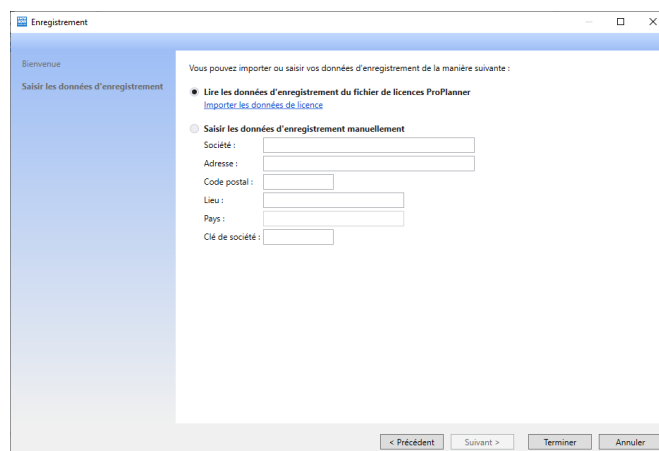 Enregistrement
Bienvenue
Saisir les données d'enregistrement
Vous pouvez importer ou saisir vos données d'enregistrement de la manière suivante :
Lire les données d'enregistrement du fichier de licences ProPlanner
Importer les données de licence
Saisir les données d'enregistrement manuellement
Société :
Adresse :
Code postal :
Lieu :
Pays :
Clé de société :
< Précédent
Suivant >
Terminer
Annuler